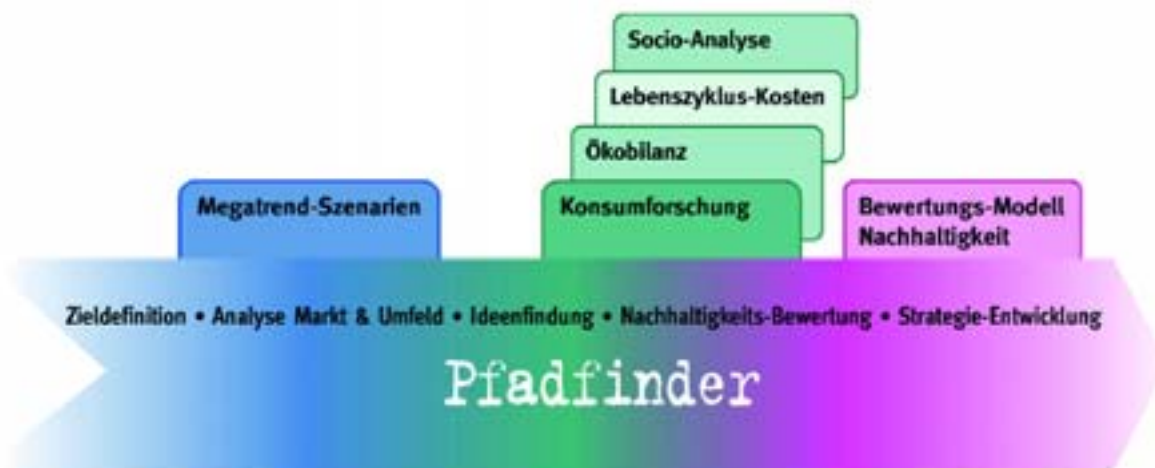 Socio-Analyse
Lebenszyklus-Kosten
Ökobilanz
Megatrend-Szenarien
Konsumforschung
Bewertungs-Modell
Nachhaltigkeit
Zieldefinition • Analyse Markt & Umfeld • Ideenfindung • Nachhaltigkeits-Bewertung • Strategie-Entwicklung
Pfadfinder